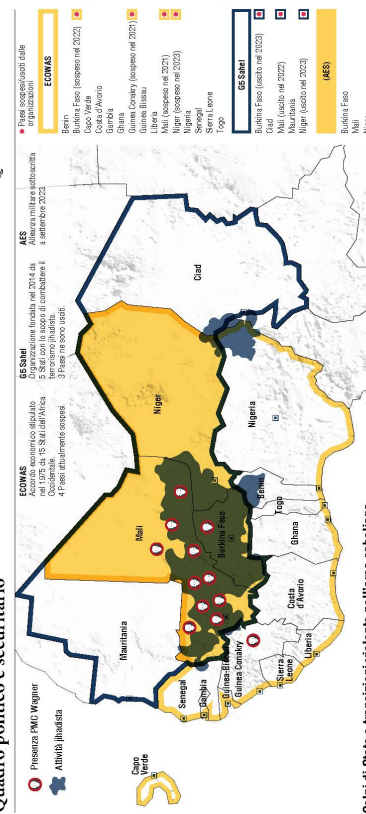 Quadro politico e securitario
Presenza PMC Wagner
Attività jihadista
ECOWAS
Accordo economico stipulato
nel 1975 da 15 Stati dell'Africa
Occidentale.
4 Paesi attualmente sospesi.
G5 Sahel
Organizzazione fondata nel 2014 da
5 Stati con lo scopo di combattere il
terrorismo jihadista.
3 Paesi ne sono usciti.
AES
Alleanza militare sottoscritta
a settembre 2023.
Paesi sospesi/usciti dalle
organizzazioni
ECOWAS
Benin
Burkina Faso (sospeso nel 2022)
Capo Verde
Costa d'Avorio
Gambia
Ghana
Guinea Conakry (sospeso nel 2021)
Guinea Bissau
Liberia
Mali (sospeso nel 2021)
Niger (sospeso nel 2023)
Nigeria
Senegal
Sierra Leone
Togo
G5 Sahel
Burkina Faso (uscito nel 2023)
Ciad
Mali (uscito nel 2022)
Mauritania
Niger (uscito nel 2023)
(AES)
Burkina Faso
Mali
Capo
Verde
Mauritania
Mali
Niger
Ciad
Senegal
Gambia
Guinea-Bissau
Guinea Conakry
Sierra
Leone
Liberia
Costa
d'Avorio
Burkina Faso
Ghana
Togo
Benin
Nigeria